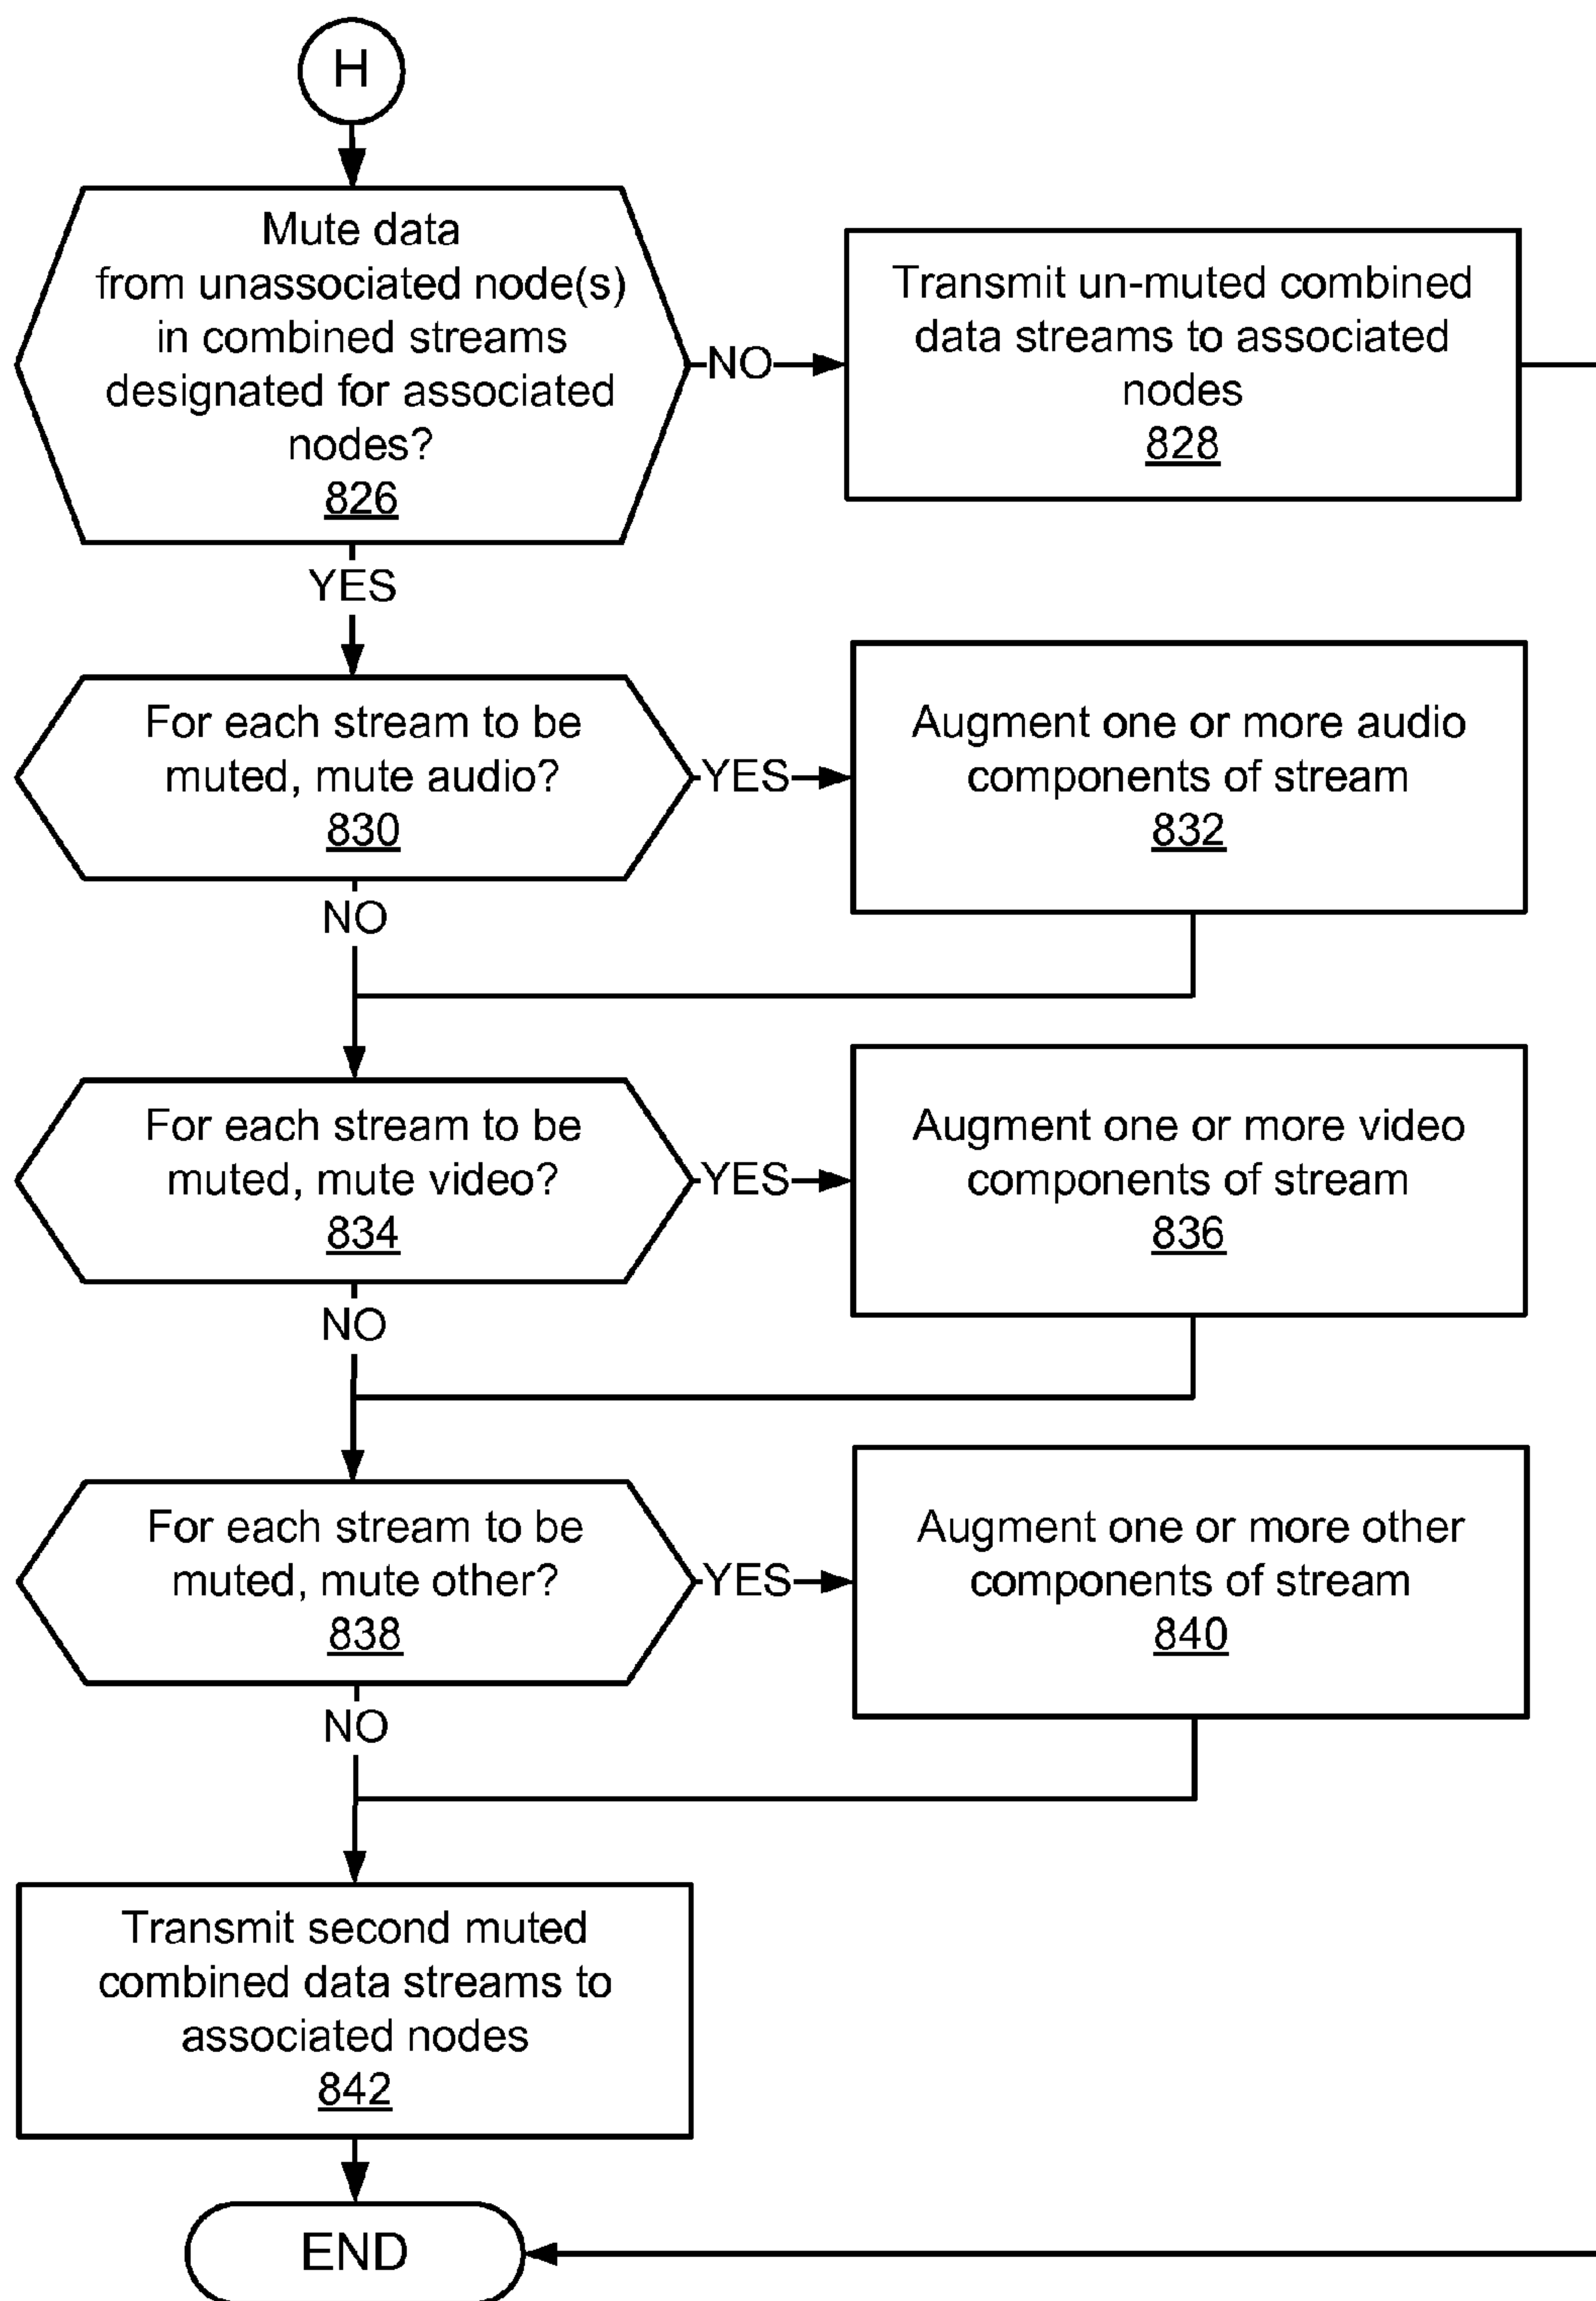 H
Mute data
from unassociated node(s)
in combined streams
designated for associated
nodes?
826
NO
Transmit un-muted combined
data streams to associated
nodes
828
YES
For each stream to be
muted, mute audio?
830
YES
Augment one or more audio
components of stream
832
NO
For each stream to be
muted, mute video?
834
YES
Augment one or more video
components of stream
836
NO
For each stream to be
muted, mute other?
838
YES
Augment one or more other
components of stream
840
NO
Transmit second muted
combined data streams to
associated nodes
842
END